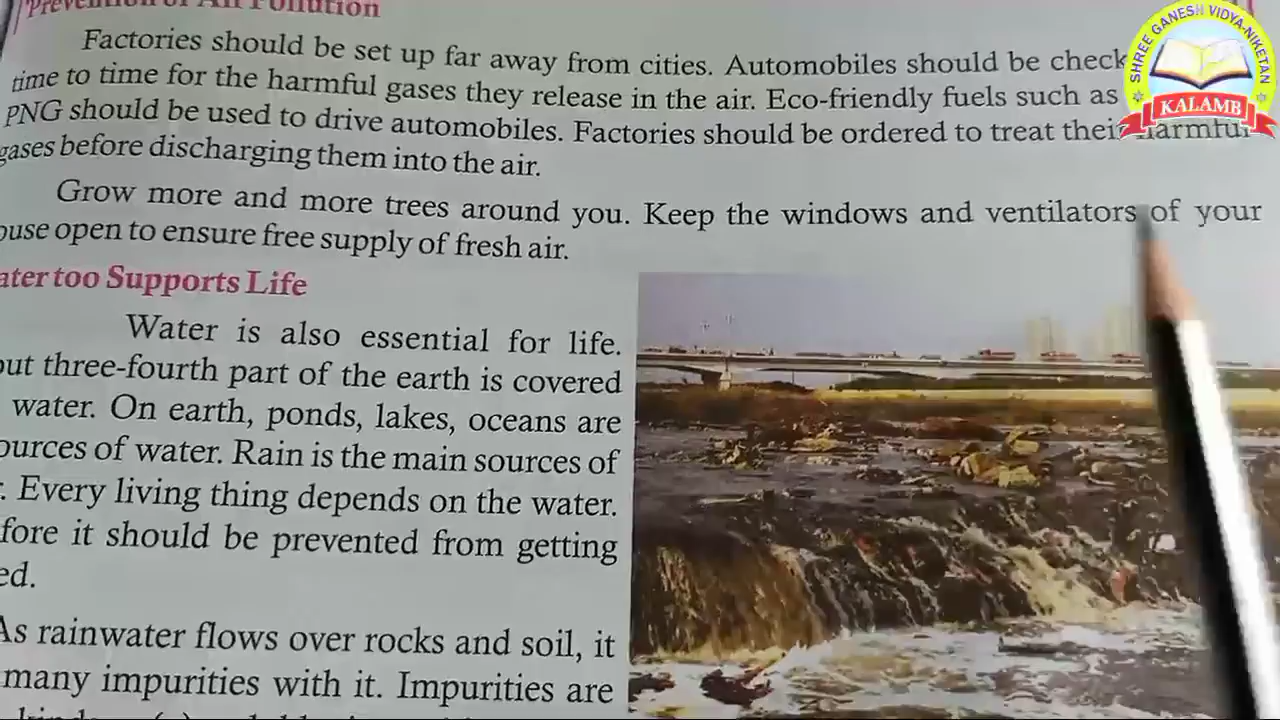 Prevention of Air Pollution
Factories should be set up far away from cities. Automobiles should be check
time to time for the harmful gases they release in the air. Eco-friendly fuels such as
PNG should be used to drive automobiles. Factories should be ordered to treat their harmful
gases before discharging them into the air.
Grow more and more trees around you. Keep the windows and ventilators of your
ouse open to ensure free supply of fresh air.
ater too Supports Life
Water is also essential for life.
out three-fourth part of the earth is covered
water. On earth, ponds, lakes, oceans are
ources of water. Rain is the main sources of
. Every living thing depends on the water.
fore it should be prevented from getting
ed.
As rainwater flows over rocks and soil, it
many impurities with it. Impurities are
SHREE GANESH VIDYA-NIKETAN
KALAMB